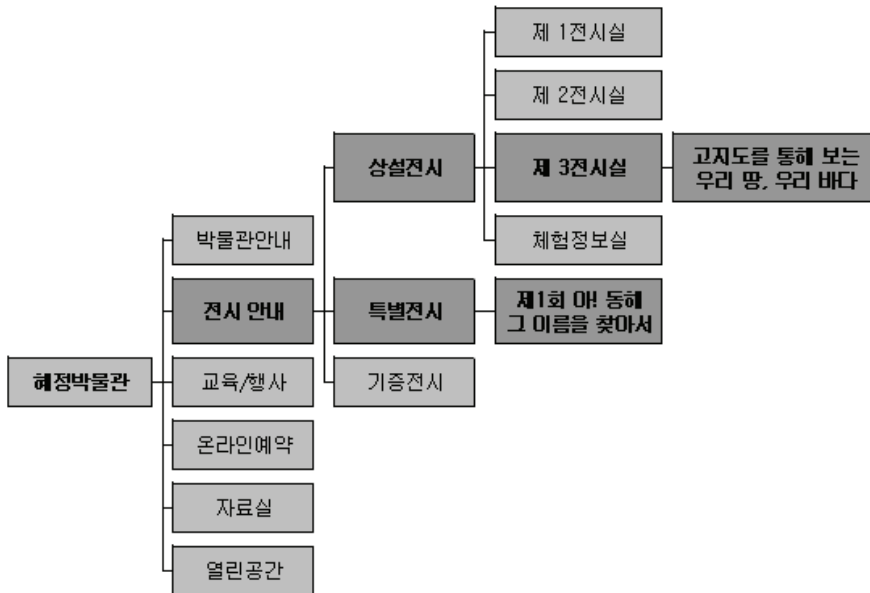 혜정박물관
박물관안내
전시 안내
교육/행사
온라인예약
자료실
열린공간
상설전시
특별전시
기증전시
제 1전시실
제 2전시실
제 3전시실
체험정보실
고지도를 통해 보는
우리 땅, 우리 바다
제1회 아! 동해
그 이름을 찾아서